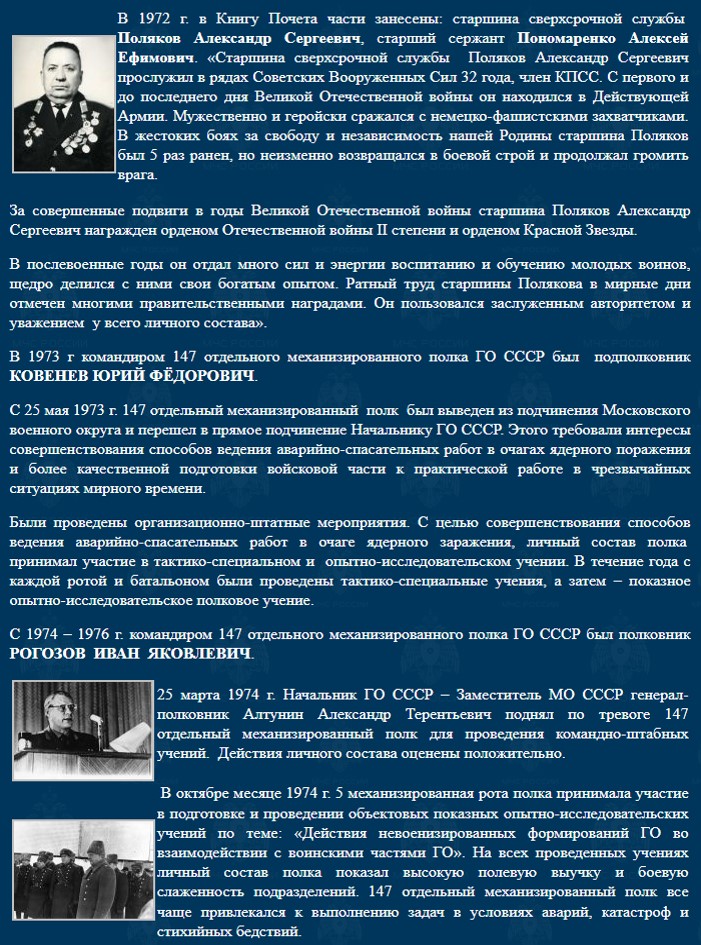 В 1972 г. в Книгу Почета части занесены: старшина сверхсрочной службы
Поляков Александр Сергеевич, старший сержант Пономаренко Алексей
Ефимович. «Старшина сверхсрочной службы Поляков Александр Сергеевич
прослужил в рядах Советских Вооруженных Сил 32 года, член КПСС. С первого и
до последнего дня Великой Отечественной войны он находился в Действующей
Армии. Мужественно и геройски сражался с немецко-фашистскими захватчиками.
В жестоких боях за свободу и независимость нашей Родины старшина Поляков
был 5 раз ранен, но неизменно возвращался в боевой строй и продолжал громить
врага.
За совершенные подвиги в годы Великой Отечественной войны старшина Поляков Александр
Сергеевич награжден орденом Отечественной войны II степени и орденом Красной Звезды.
В послевоенные годы он отдал много сил и энергии воспитанию и обучению молодых воинов,
щедро делился с ними свои богатым опытом. Ратный труд старшины Полякова в мирные дни
отмечен многими правительственными наградами. Он пользовался заслуженным авторитетом и
уважением у всего личного состава».
В 1973 г командиром 147 отдельного механизированного полка ГО СССР был подполковник
КОВЕНЕВ ЮРИЙ ФЁДОРОВИЧ.
С 25 мая 1973 г. 147 отдельный механизированный полк был выведен из подчинения Московского
военного округа и перешел в прямое подчинение Начальнику ГО СССР. Этого требовали интересы
совершенствования способов ведения аварийно-спасательных работ в очагах ядерного поражения
и более качественной подготовки войсковой части к практической работе в чрезвычайных
ситуациях мирного времени.
Были проведены организационно-штатные мероприятия. С целью совершенствования способов
ведения аварийно-спасательных работ в очаге ядерного заражения, личный состав полка
принимал участие в тактико-специальном и опытно-исследовательском учении. В течение года с
каждой ротой и батальоном были проведены тактико-специальные учения, а затем – показное
опытно-исследовательское полковое учение.
С 1974 – 1976 г. командиром 147 отдельного механизированного полка ГО СССР был полковник
РОГОЗОВ ИВАН ЯКОВЛЕВИЧ.
25 марта 1974 г. Начальник ГО СССР – Заместитель МО СССР генерал-
полковник Алтунин Александр Терентьевич поднял по тревоге 147
отдельный механизированный полк для проведения командно-штабных
учений. Действия личного состава оценены положительно.
В октябре месяце 1974 г. 5 механизированная рота полка принимала участие
в подготовке и проведении объектовых показных опытно-исследовательских
учений по теме: «Действия невоенизированных формирований ГО во
взаимодействии с воинскими частями ГО». На всех проведенных учениях
личный состав полка показал высокую полевую выучку и боевую
слаженность подразделений. 147 отдельный механизированный полк все
чаще привлекался к выполнению задач в условиях аварий, катастроф и
стихийных бедствий.